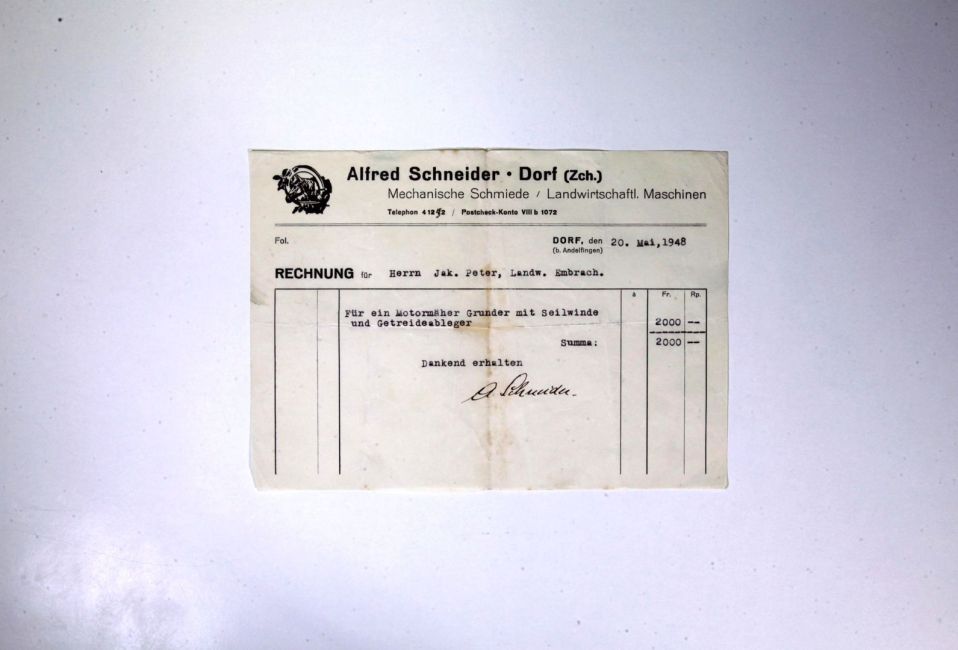 Alfred Schneider • Dorf (Zch.)
Mechanische Schmiede / Landwirtschaftl. Maschinen
Telephon / Postcheck-Konto VIII b 1072
Fol.
DORF, den 20. Mai, 1948
(b. Andelfingen)
RECHNUNG für Herrn Jak. Peter, Landw. Embrach.
à Fr. Rp.
Für ein Motormäher Grunder mit Seilwinde
und Getreideableger 2000 --
Summa: 2000 --
Dankend erhalten
A. Schneider.